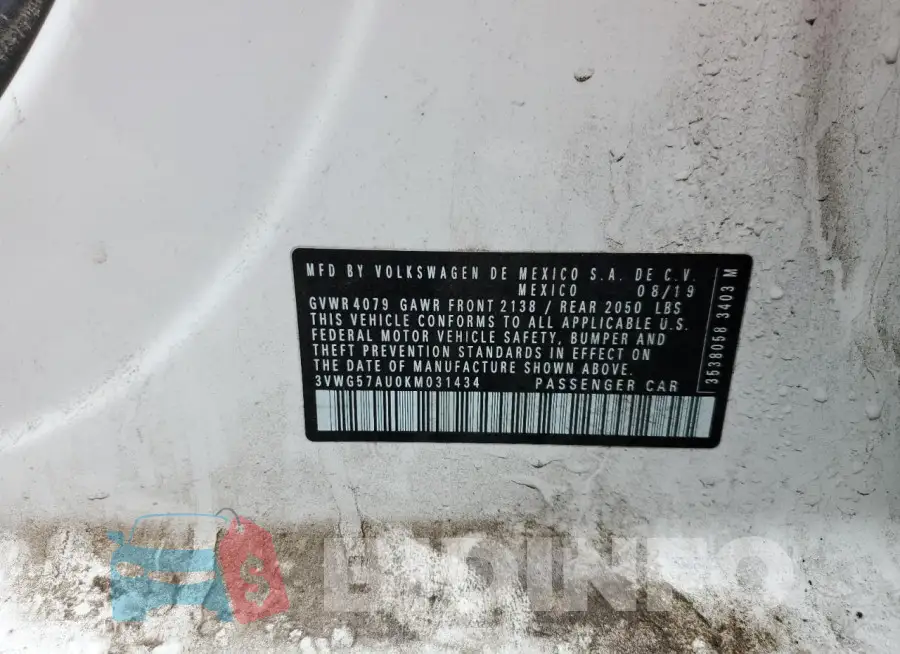 MFD BY VOLKSWAGEN DE MEXICO S.A. DE C.V.
MEXICO 08/19
GVWR 4079 GAWR FRONT 2138 / REAR 2050 LBS
THIS VEHICLE CONFORMS TO ALL APPLICABLE U.S.
FEDERAL MOTOR VEHICLE SAFETY, BUMPER AND
THEFT PREVENTION STANDARDS IN EFFECT ON
THE DATE OF MANUFACTURE SHOWN ABOVE.
3VWG57AU0KM031434 PASSENGER CAR
3538058 3403 M
$
BIDINFO